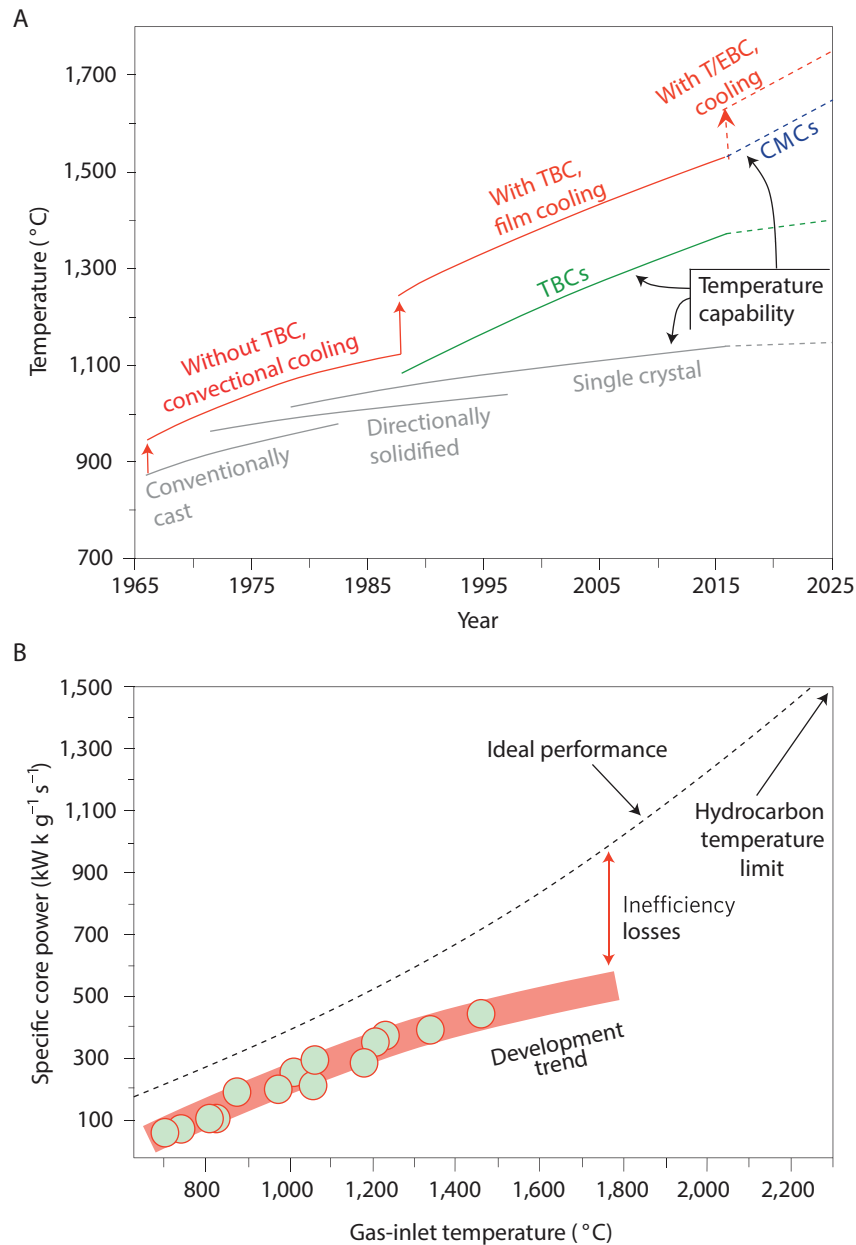 A
Temperature (°C)
1,700
1,500
1,300
1,100
900
700
With T/EBC,
cooling
CMCs
With TBC,
film cooling
TBCs
Temperature
capability
Without TBC,
convectional cooling
Single crystal
Directionally
solidified
Conventionally
cast
1965
1975
1985
1995
2005
2015
2025
Year
B
Specific core power (kW k g⁻¹ s⁻¹)
1,500
1,300
1,100
900
700
500
300
100
Ideal performance
Hydrocarbon
temperature
limit
Inefficiency
losses
Development
trend
800
1,000
1,200
1,400
1,600
1,800
2,000
2,200
Gas-inlet temperature (°C)